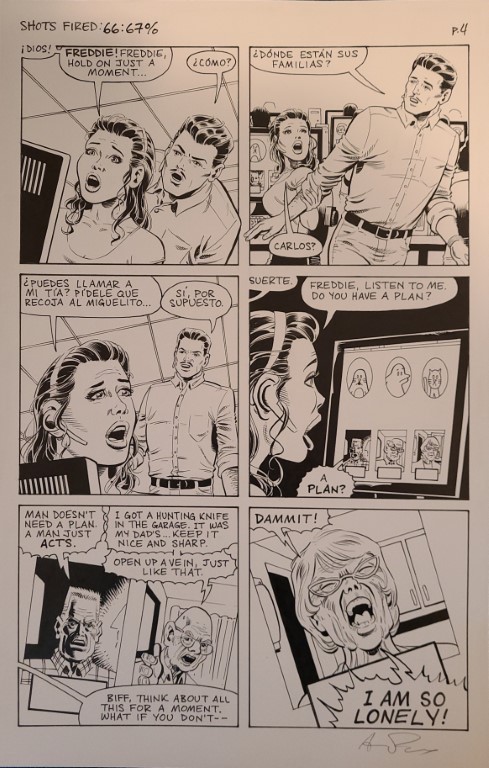 SHOTS FIRED: 66:67%
P.4
¡DIOS!
FREDDIE! FREDDIE,
HOLD ON JUST A
MOMENT...
¿CÓMO?
¿DÓNDE ESTÁN SUS
FAMILIAS?
CARLOS?
¿PUEDES LLAMAR A
MI TÍA? PÍDELE QUE
RECOJA AL MIGUELITO...
SÍ, POR
SUPUESTO.
SUERTE.
FREDDIE, LISTEN TO ME.
DO YOU HAVE A PLAN?
A
PLAN?
MAN DOESN'T
NEED A PLAN.
A MAN JUST
ACTS.
I GOT A HUNTING KNIFE
IN THE GARAGE. IT WAS
MY DAD'S... KEEP IT
NICE AND SHARP.
OPEN UP A VEIN, JUST
LIKE THAT.
BIFF, THINK ABOUT ALL
THIS FOR A MOMENT.
WHAT IF YOU DON'T--
DAMMIT!
I AM SO
LONELY!